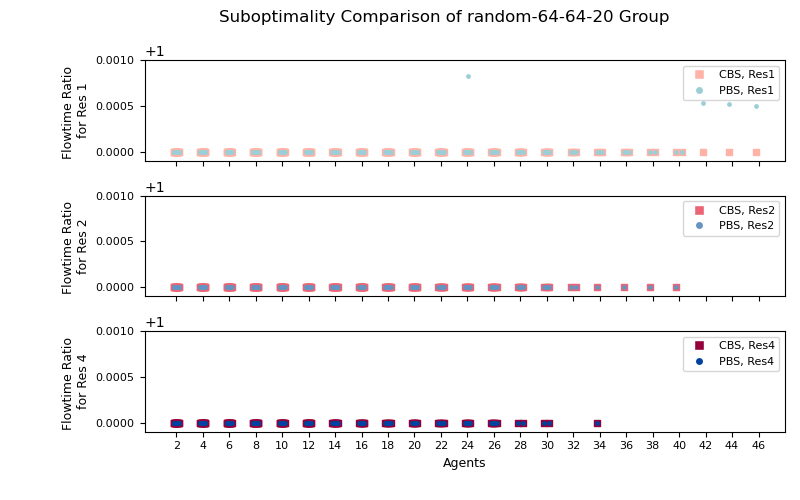 Suboptimality Comparison of random-64-64-20 Group
+1
Flowtime Ratio
for Res 1
0.0010
0.0005
0.0000
CBS, Res1
PBS, Res1
+1
Flowtime Ratio
for Res 2
0.0010
0.0005
0.0000
CBS, Res2
PBS, Res2
+1
Flowtime Ratio
for Res 4
0.0010
0.0005
0.0000
CBS, Res4
PBS, Res4
2 4 6 8 10 12 14 16 18 20 22 24 26 28 30 32 34 36 38 40 42 44 46
Agents